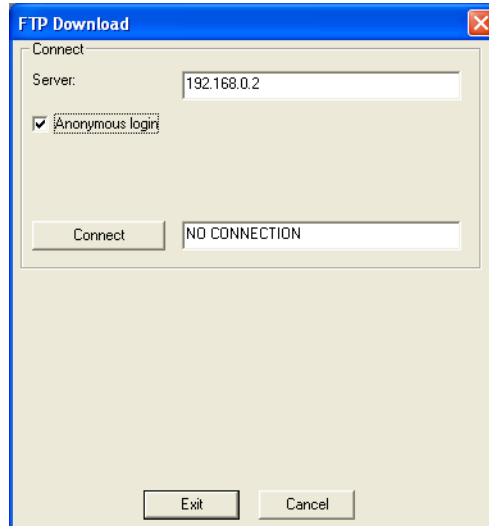 FTP Download
Connect
Server: 192.168.0.2
Anonymous login
Connect NO CONNECTION
Exit Cancel